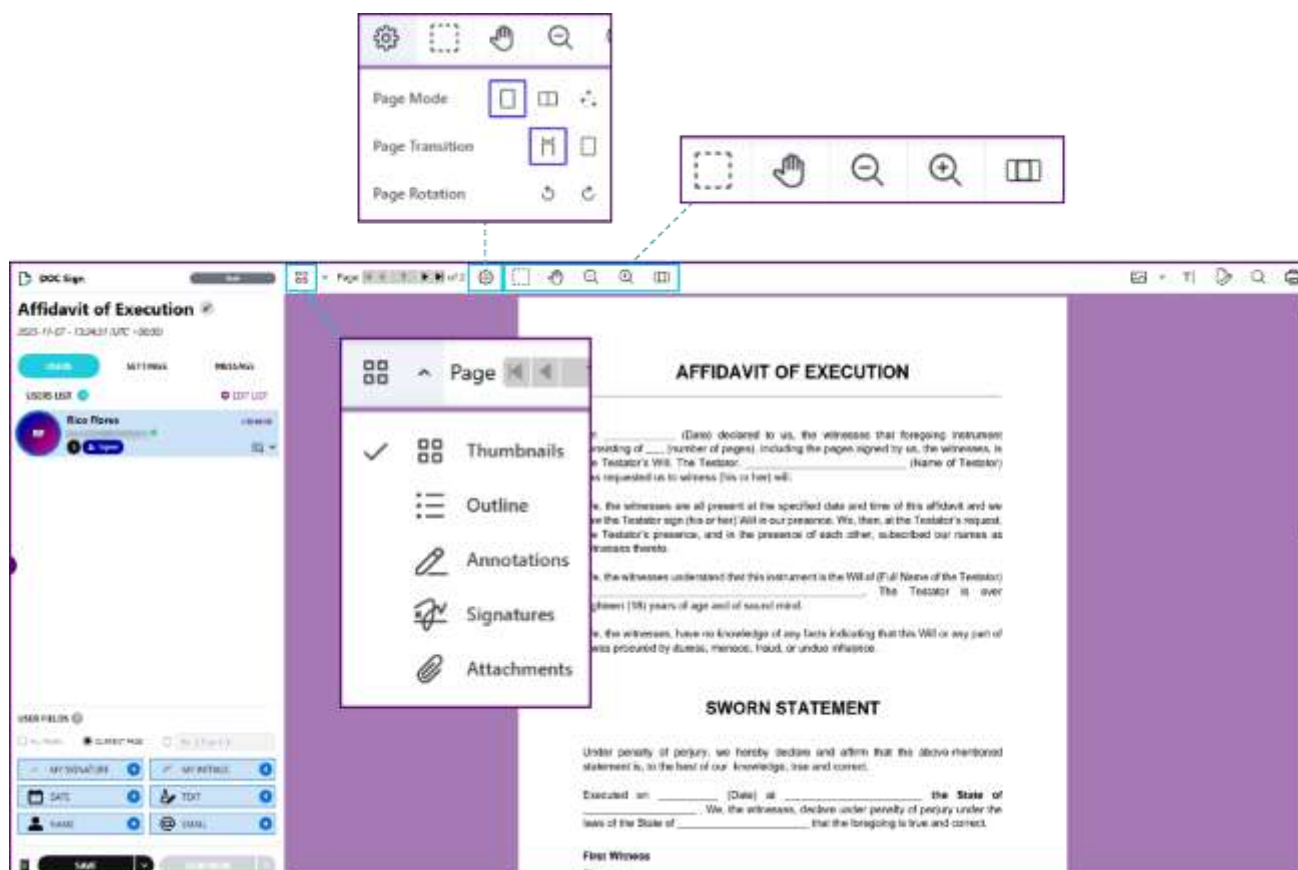 Page Mode
Page Transition
Page Rotation
DOC Sign
Page
of 2
Affidavit of Execution
SETTINGS
MESSAGE
USERS LIST
EDIT LIST
Rico Flores
Page
Thumbnails
Outline
Annotations
Signatures
Attachments
AFFIDAVIT OF EXECUTION
(Date) declared to us, the witnesses that foregoing instrument
(number of pages), including the pages signed by us, the witnesses, is
Testator's Will. The Testator, (Name of Testator)
requested us to witness (his or her) will.
the witnesses are all present at the specified date and time of this affidavit and we
the Testator sign (his or her) Will in our presence. We, then, at the Testator's request,
Testator's presence, and in the presence of each other, subscribed our names as
witnesses thereto.
the witnesses understand that this instrument is the Will of (Full Name of the Testator)
The Testator is over
(18) years of age and of sound mind.
the witnesses, have no knowledge of any facts indicating that this Will or any part of
was procured by duress, menace, fraud, or undue influence.
SWORN STATEMENT
Under penalty of perjury, we hereby declare and affirm that the above-mentioned
statement is, to the best of our knowledge, true and correct.
Executed on ____________ (Date) at ______________________ the State of
___________________. We, the witnesses, declare under penalty of perjury under the
laws of the State of _____________________ that the foregoing is true and correct.
First Witness
USER FIELDS
CURRENT PAGE
MY SIGNATURE
MY INITIALS
DATE
TEXT
NAME
EMAIL
SAVE